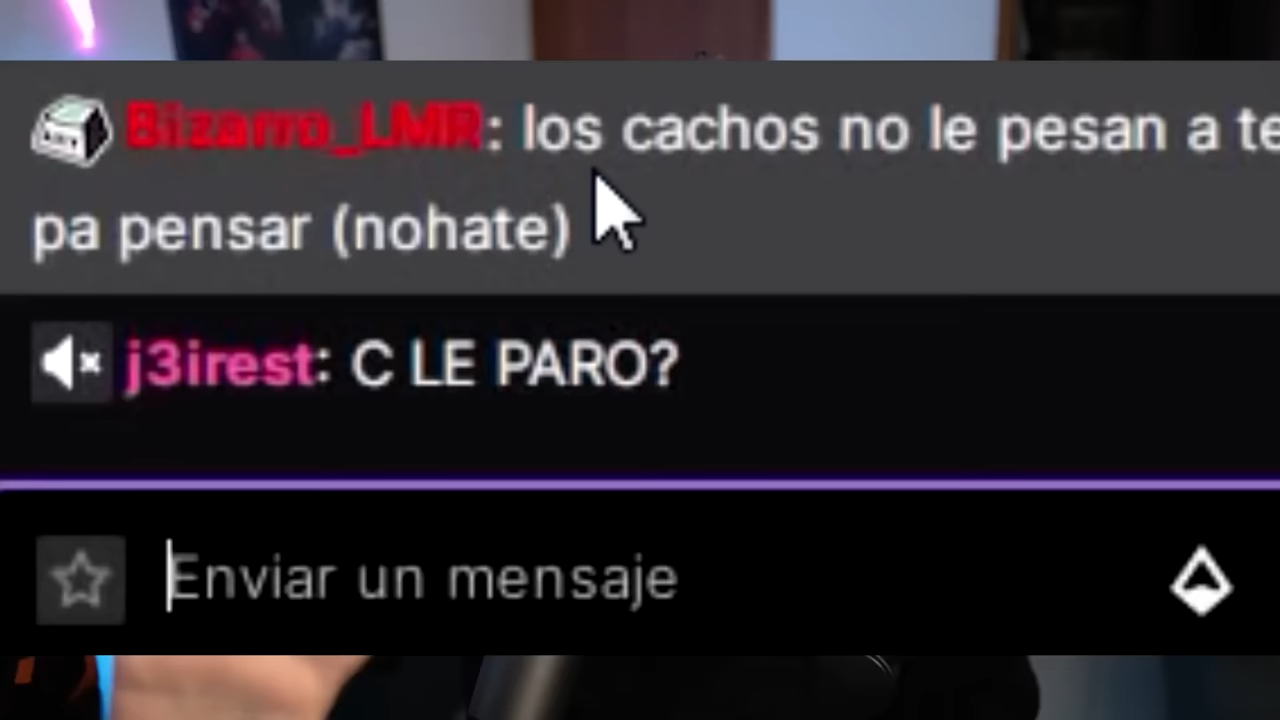 Bizarro_LMR: los cachos no le pesan a te
pa pensar (nohate)
j3irest: C LE PARO?
Enviar un mensaje